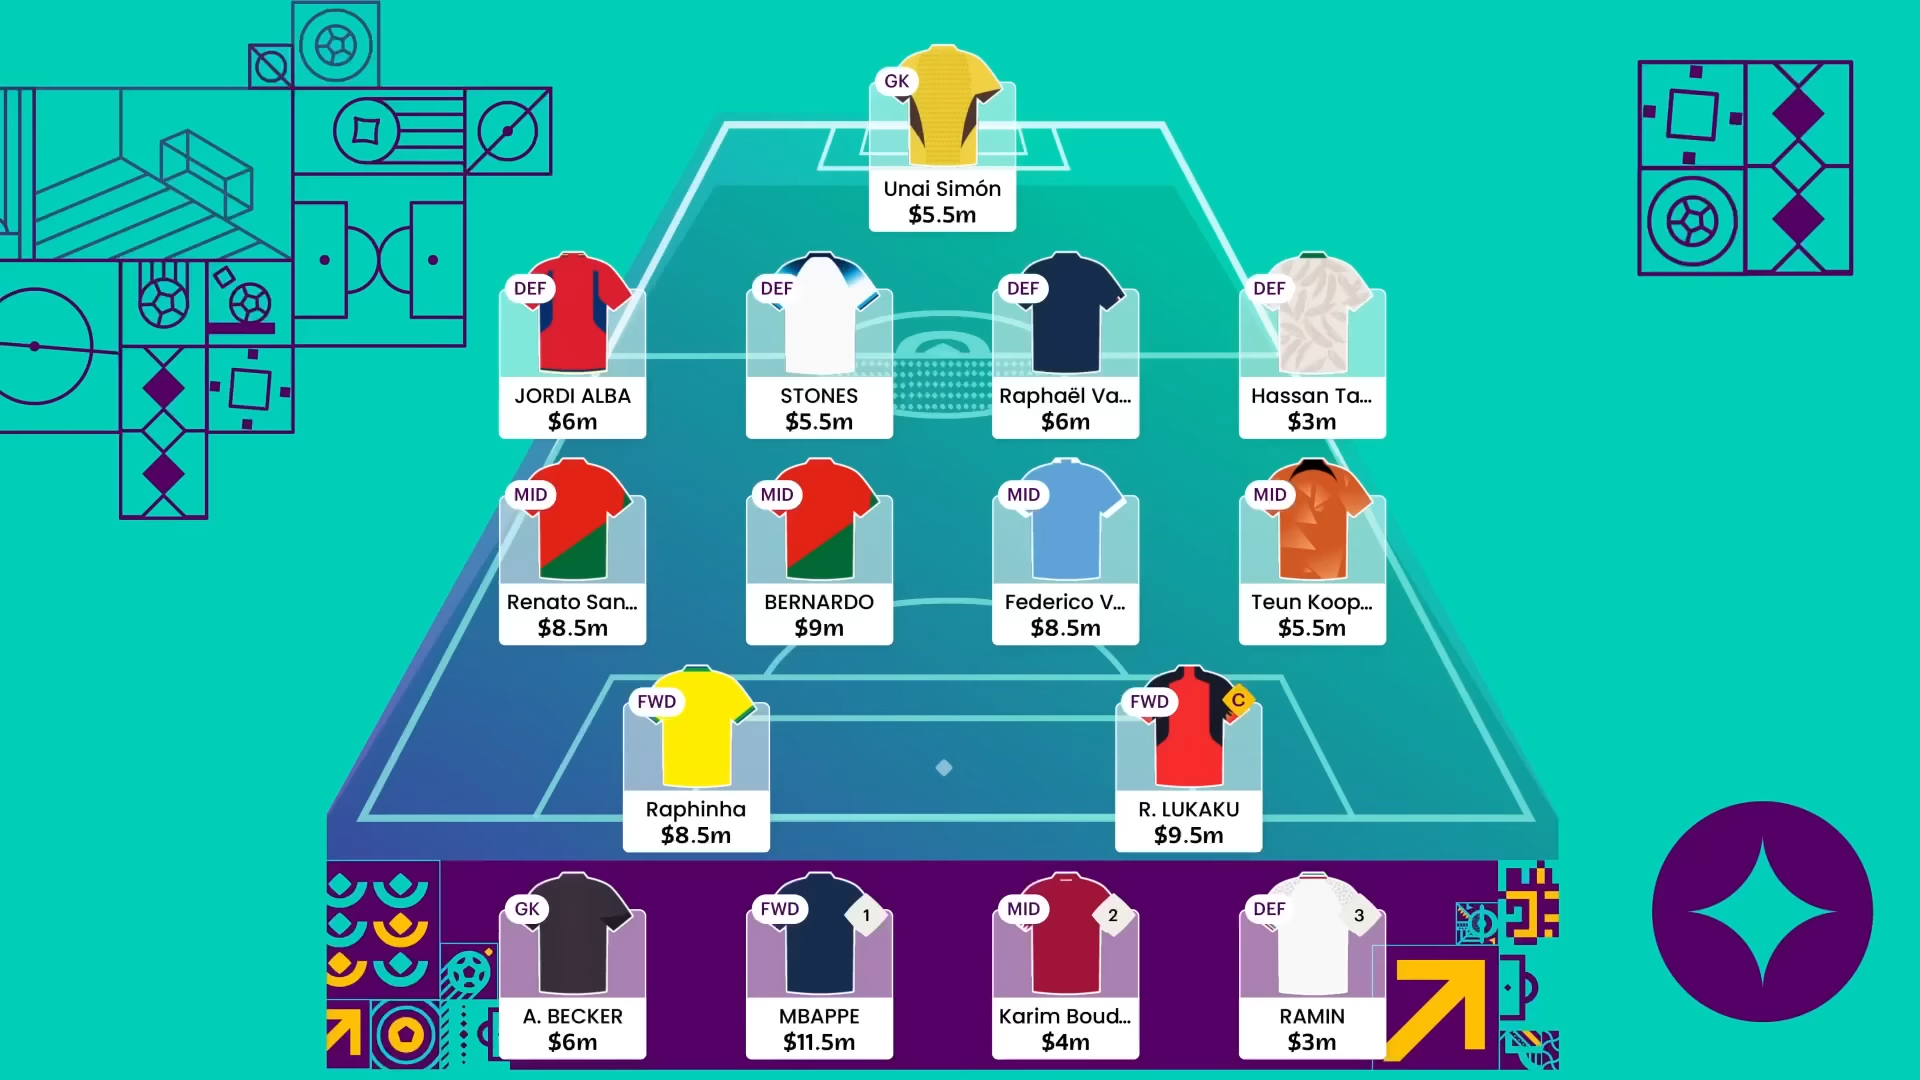 GK
Unai Simón
$5.5m
DEF
JORDI ALBA
$6m
DEF
STONES
$5.5m
DEF
Raphaël Va...
$6m
DEF
Hassan Ta...
$3m
MID
Renato San...
$8.5m
MID
BERNARDO
$9m
MID
Federico V...
$8.5m
MID
Teun Koop...
$5.5m
FWD
Raphinha
$8.5m
FWD
C
R. LUKAKU
$9.5m
GK
A. BECKER
$6m
FWD
1
MBAPPE
$11.5m
MID
2
Karim Boud...
$4m
DEF
3
RAMIN
$3m